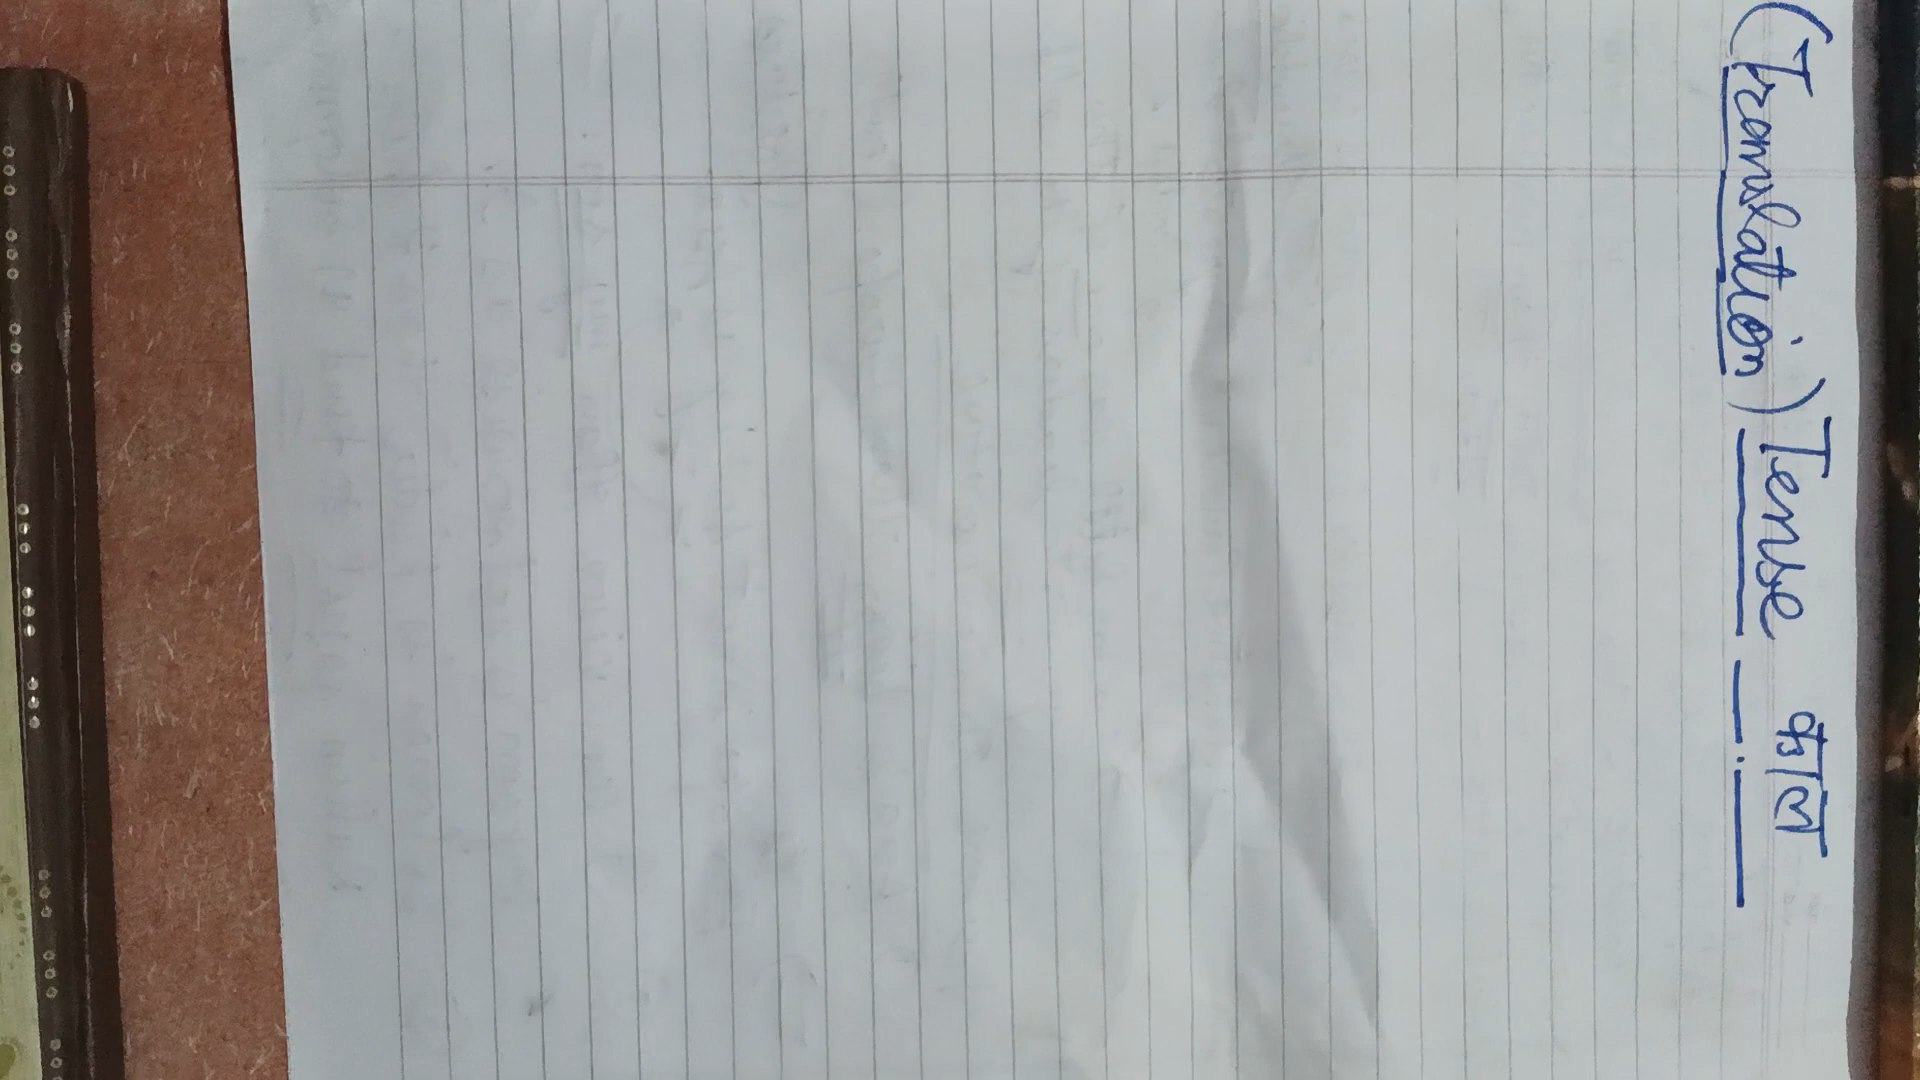 (Translation) Tense काल